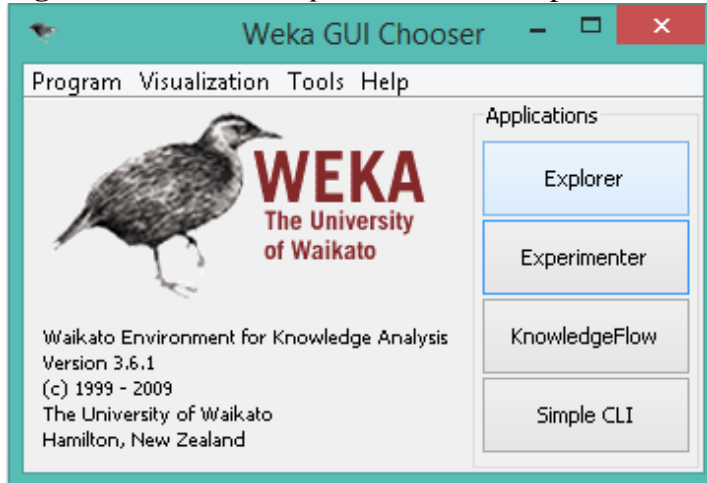 Weka GUI Chooser
Program Visualization Tools Help
WEKA
The University
of Waikato
Waikato Environment for Knowledge Analysis
Version 3.6.1
(c) 1999 - 2009
The University of Waikato
Hamilton, New Zealand
Applications
Explorer
Experimenter
KnowledgeFlow
Simple CLI